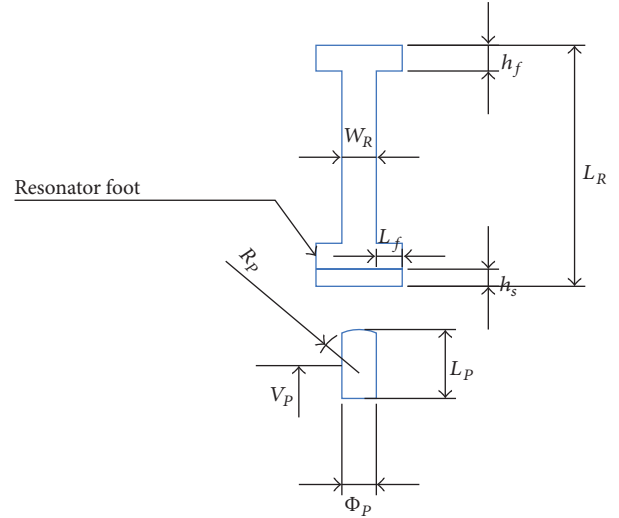 h_f
W_R
L_R
Resonator foot
L_f
R_P
h_s
L_P
V_P
Φ_P